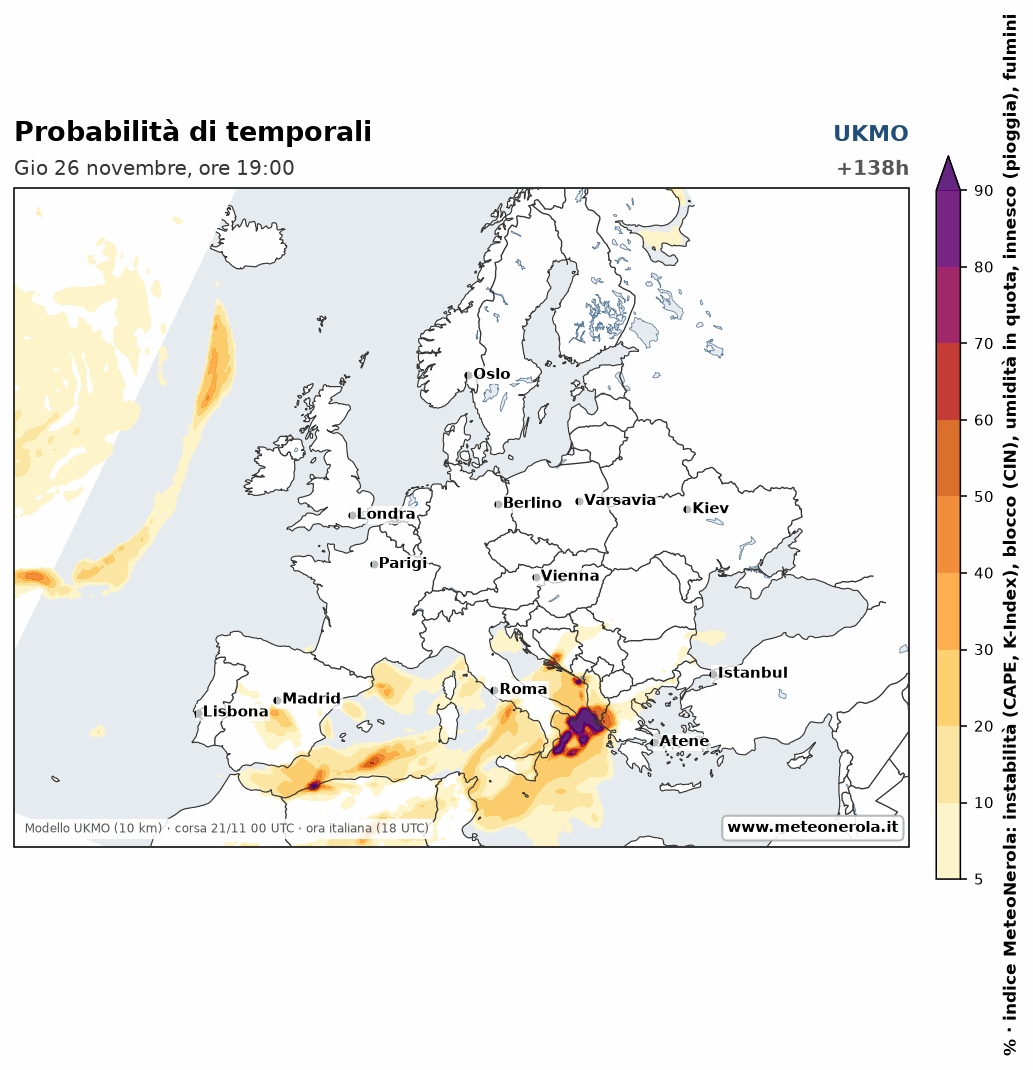 Probabilità di temporali
UKMO
Gio 26 novembre, ore 19:00
+138h
Oslo
Londra
Berlino
Varsavia
Kiev
Parigi
Vienna
Istanbul
Roma
Madrid
Lisbona
Atene
Modello UKMO (10 km) · corsa 21/11 00 UTC · ora italiana (18 UTC)
www.meteonerola.it
90
80
70
60
50
40
30
20
10
5
% · indice MeteoNerola: instabilità (CAPE, K-Index), blocco (CIN), umidità in quota, innesco (pioggia), fulmini